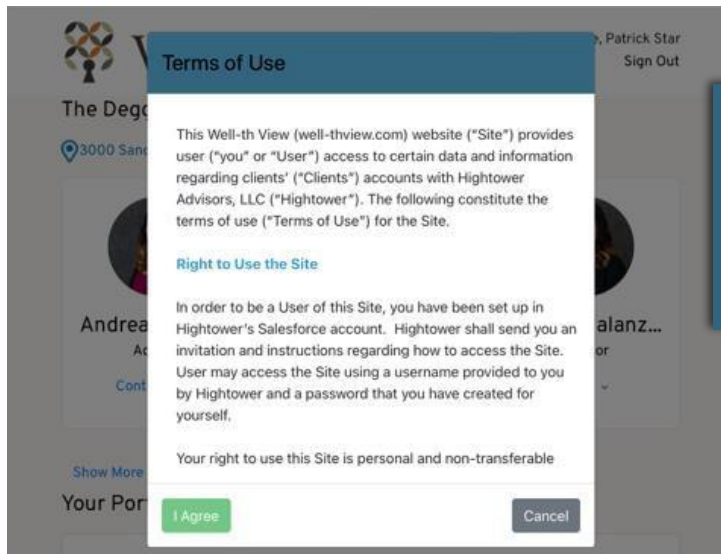 V
, Patrick Star
Sign Out
Terms of Use
The Dego
3000 Sand
This Well-th View (well-thview.com) website ("Site") provides
user ("you" or "User") access to certain data and information
regarding clients' ("Clients") accounts with Hightower
Advisors, LLC ("Hightower"). The following constitute the
terms of use ("Terms of Use") for the Site.
Right to Use the Site
In order to be a User of this Site, you have been set up in
Hightower's Salesforce account. Hightower shall send you an
invitation and instructions regarding how to access the Site.
User may access the Site using a username provided to you
by Hightower and a password that you have created for
yourself.
Your right to use this Site is personal and non-transferable
Andrea
alanz...
or
Cont
Show More
Your Por
I Agree
Cancel